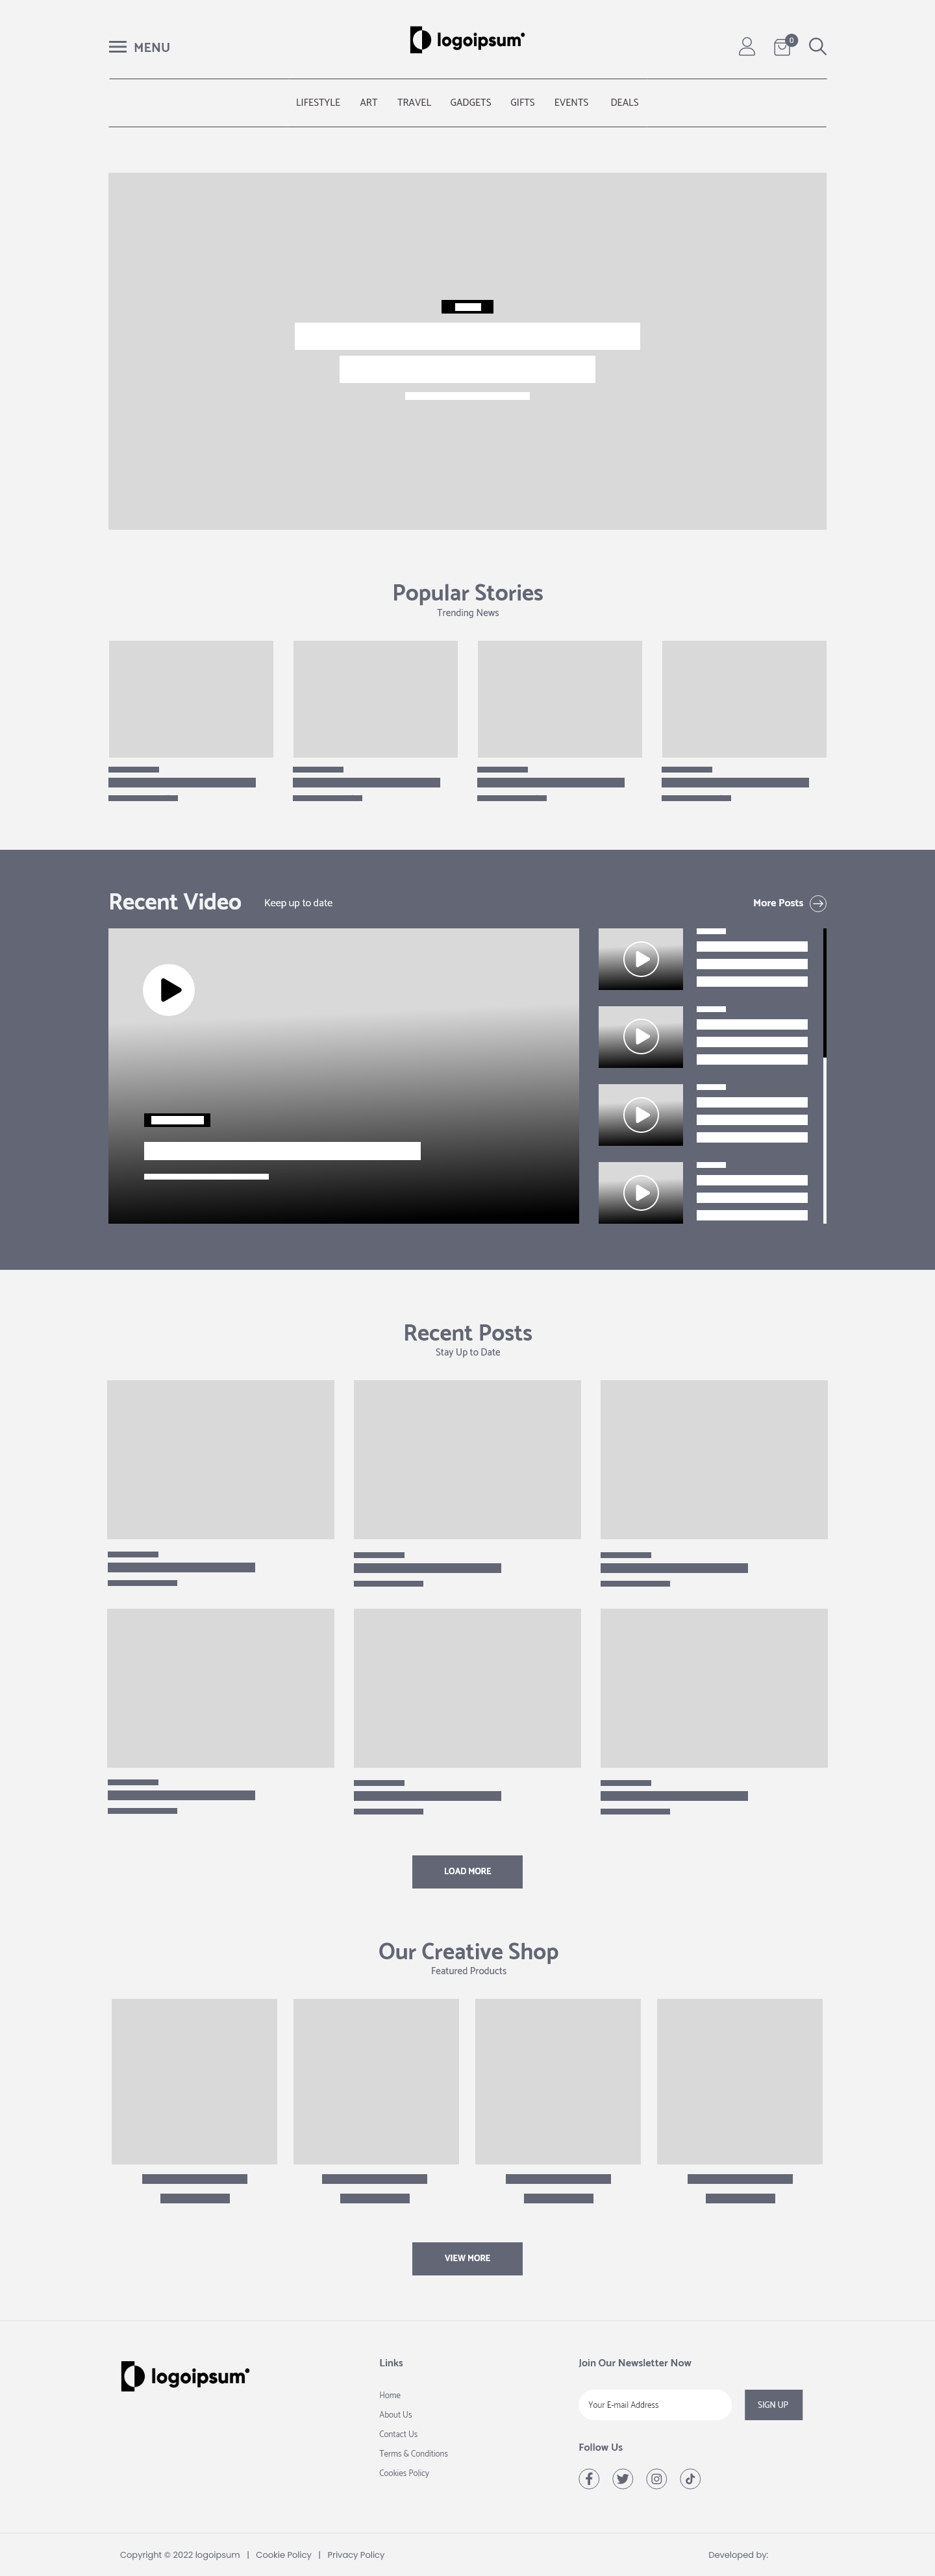 MENU
logoipsum
0
LIFESTYLE ART TRAVEL GADGETS GIFTS EVENTS DEALS
Popular Stories
Trending News
Recent Video Keep up to date More Posts
Recent Posts
Stay Up to Date
LOAD MORE
Our Creative Shop
Featured Products
VIEW MORE
logoipsum
Links
Home
About Us
Contact Us
Terms & Conditions
Cookies Policy
Join Our Newsletter Now
Your E-mail Address SIGN UP
Follow Us
Copyright © 2022 logoipsum | Cookie Policy | Privacy Policy Developed by: